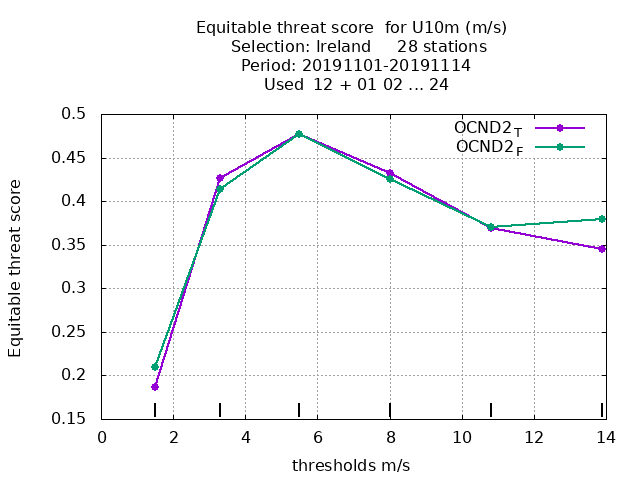 Equitable threat score  for U10m (m/s)
Selection: Ireland     28 stations
Period: 20191101-20191114
Used  12 + 01 02 ... 24
OCND2T
OCND2F
Equitable threat score
0.5
0.45
0.4
0.35
0.3
0.25
0.2
0.15
0 2 4 6 8 10 12 14
thresholds m/s